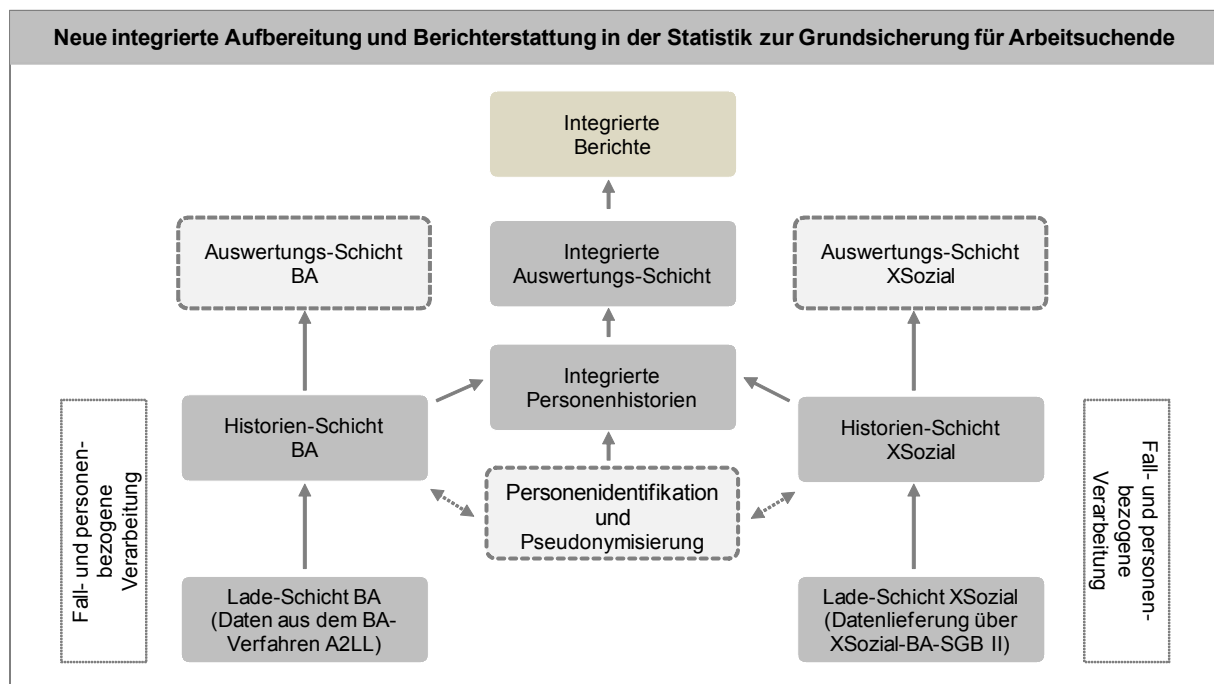 Neue integrierte Aufbereitung und Berichterstattung in der Statistik zur Grundsicherung für Arbeitsuchende
Integrierte
Berichte
Auswertungs-Schicht
BA
Integrierte
Auswertungs-Schicht
Auswertungs-Schicht
XSozial
Integrierte
Personenhistorien
Historien-Schicht
BA
Historien-Schicht
XSozial
Fall- und personen-
bezogene
Verarbeitung
Personenidentifikation
und
Pseudonymisierung
Fall- und personen-
bezogene
Verarbeitung
Lade-Schicht BA
(Daten aus dem BA-
Verfahren A2LL)
Lade-Schicht XSozial
(Datenlieferung über
XSozial-BA-SGB II)